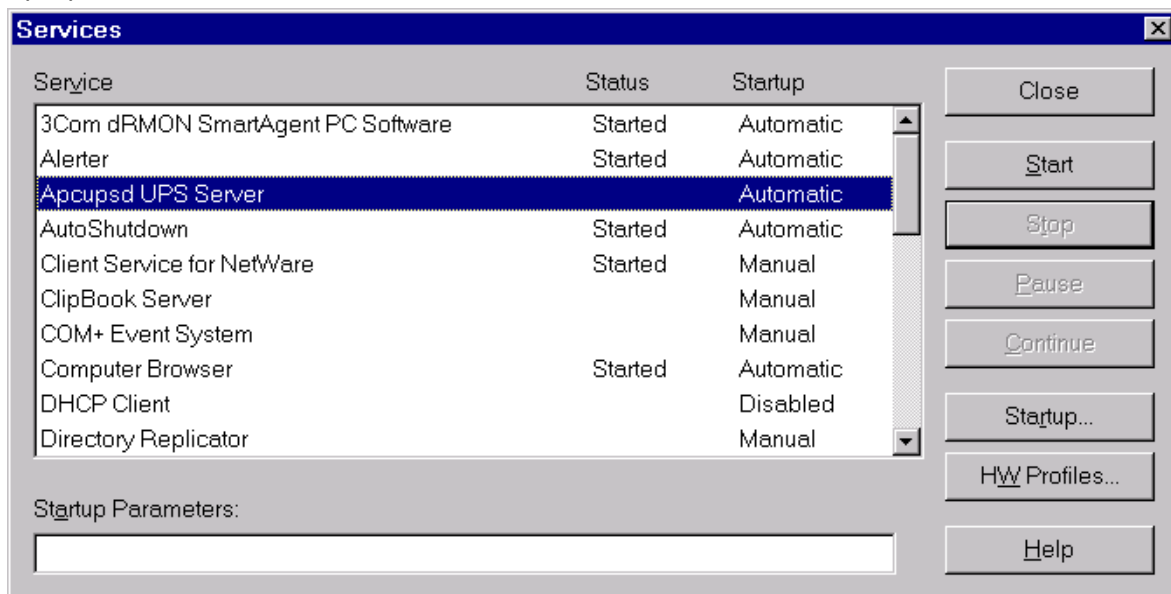 Services
Service Status Startup
3Com dRMON SmartAgent PC Software Started Automatic
Alerter Started Automatic
Apcupsd UPS Server Automatic
AutoShutdown Started Automatic
Client Service for NetWare Started Manual
ClipBook Server Manual
COM+ Event System Manual
Computer Browser Started Automatic
DHCP Client Disabled
Directory Replicator Manual
Startup Parameters:
Close
Start
Stop
Pause
Continue
Startup...
HW Profiles...
Help